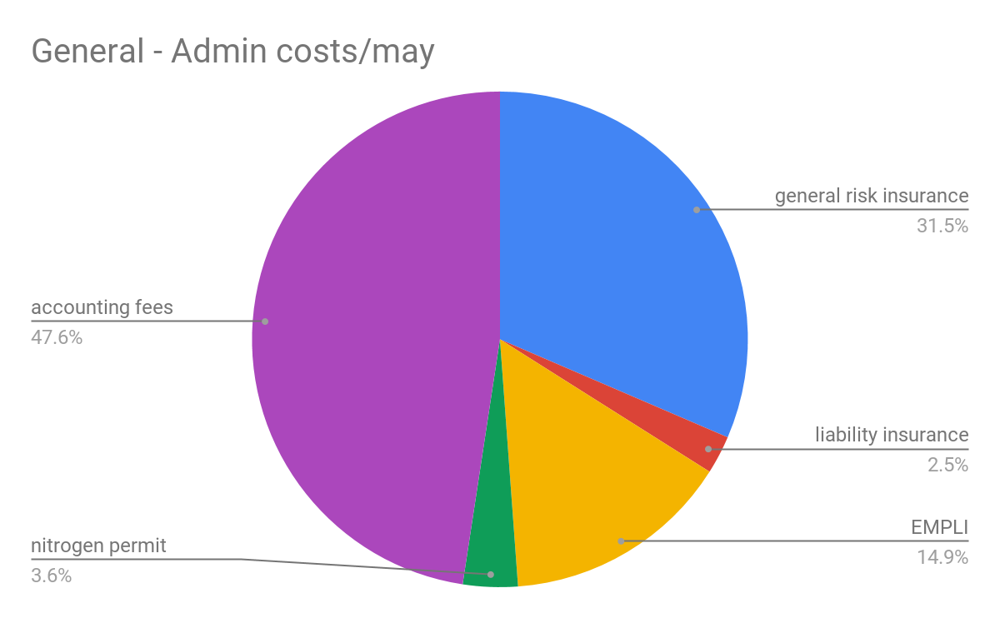 General - Admin costs/may
general risk insurance
31.5%
accounting fees
47.6%
liability insurance
2.5%
EMPLI
14.9%
nitrogen permit
3.6%